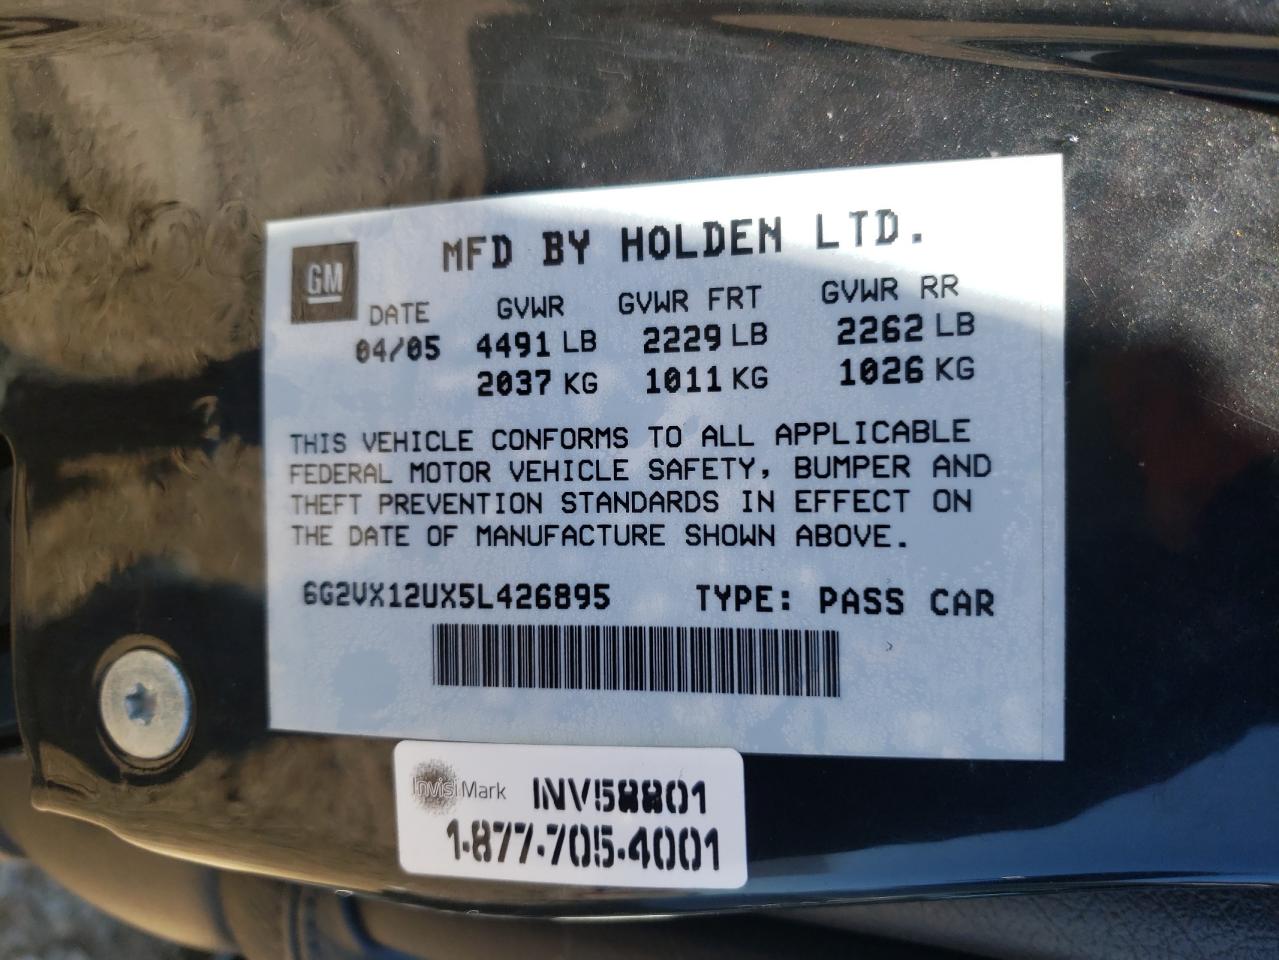 GM
MFD BY HOLDEN LTD.
DATE GVWR GVWR FRT GVWR RR
04/05 4491 LB 2229 LB 2262 LB
2037 KG 1011 KG 1026 KG
THIS VEHICLE CONFORMS TO ALL APPLICABLE
FEDERAL MOTOR VEHICLE SAFETY, BUMPER AND
THEFT PREVENTION STANDARDS IN EFFECT ON
THE DATE OF MANUFACTURE SHOWN ABOVE.
6G2VX12UX5L426895 TYPE: PASS CAR
InvisiMark INV58801
1-877-705-4001